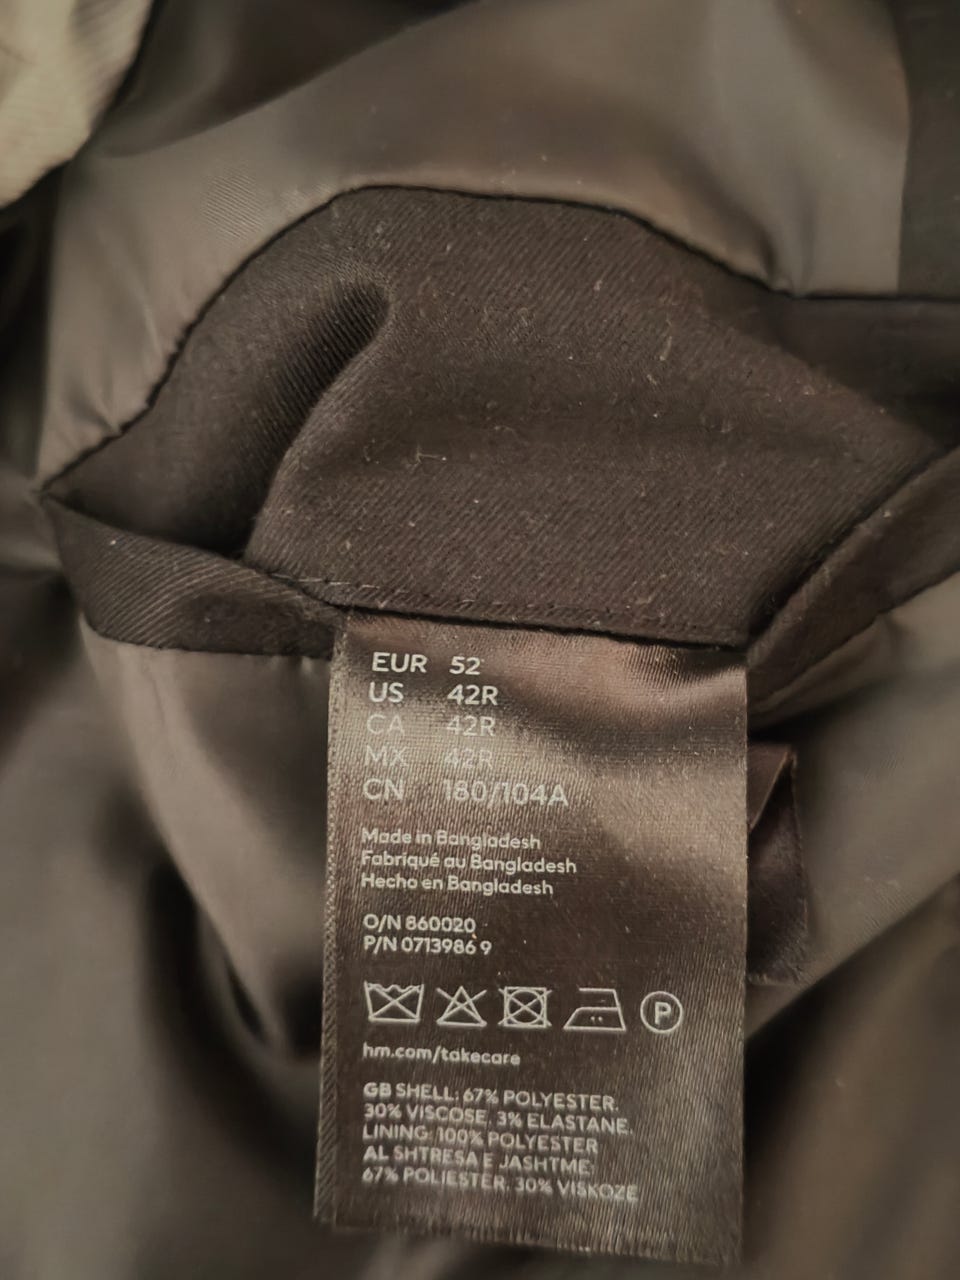 EUR 52
US 42R
CA 42R
MX 42R
CN 180/104A
Made in Bangladesh
Fabriqué au Bangladesh
Hecho en Bangladesh
O/N 860020
P/N 0713986 9
P
hm.com/takecare
GB SHELL: 67% POLYESTER,
30% VISCOSE, 3% ELASTANE,
LINING: 100% POLYESTER
AL SHTRESA E JASHTME:
67% POLIESTER, 30% VISKOZE